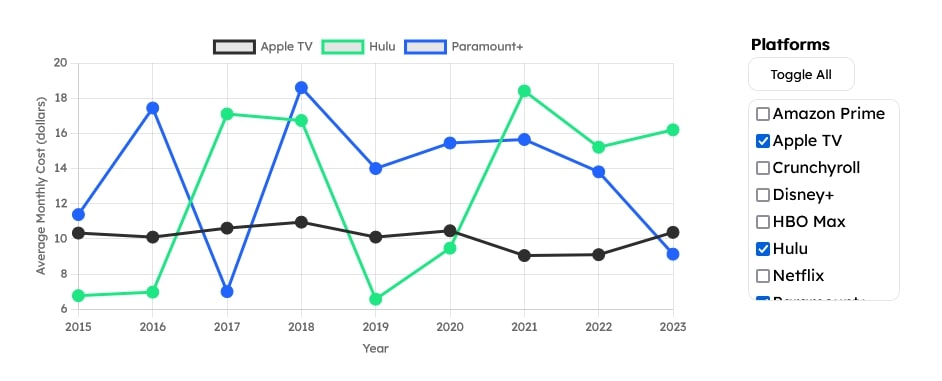 Apple TV Hulu Paramount+
Average Monthly Cost (dollars)
20
18
16
14
12
10
8
6
2015 2016 2017 2018 2019 2020 2021 2022 2023
Year
Platforms
Toggle All
Amazon Prime
Apple TV
Crunchyroll
Disney+
HBO Max
Hulu
Netflix
Paramount+